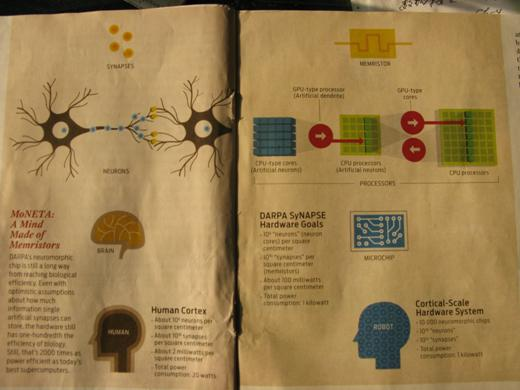 SYNAPSES
NEURONS
MoNETA:
A Mind
Made of
Memristors
DARPA's neuromorphic
chip is still a long way
from reaching biological
efficiency. Even with
optimistic assumptions
about how much
information single
artificial synapses can
store, the hardware still
has one-hundredth the
efficiency of biology.
Still, that's 2000 times as
power efficient as today's
best supercomputers.
BRAIN
HUMAN
Human Cortex
- About 10⁶ neurons per
square centimeter
- About 10¹⁰ synapses per
square centimeter
- About 2 milliwatts per
square centimeter
- Total power
consumption: 20 watts
MEMRISTOR
GPU-type processor
(Artificial dendrite)
GPU-type
cores
CPU-type cores
(Artificial neurons)
CPU processors
(Artificial neurons)
CPU processors
PROCESSORS
DARPA SyNAPSE
Hardware Goals
- 10⁶ "neurons" (neuron
cores) per square
centimeter
- 10¹⁰ "synapses" per
square centimeter
(memristors)
- About 100 milliwatts
per square centimeter
- Total power
consumption: 1 kilowatt
MICROCHIP
ROBOT
Cortical-Scale
Hardware System
- 10 000 neuromorphic chips
"neurons"
"synapses"
- Total power
consumption: 1 kilowatt